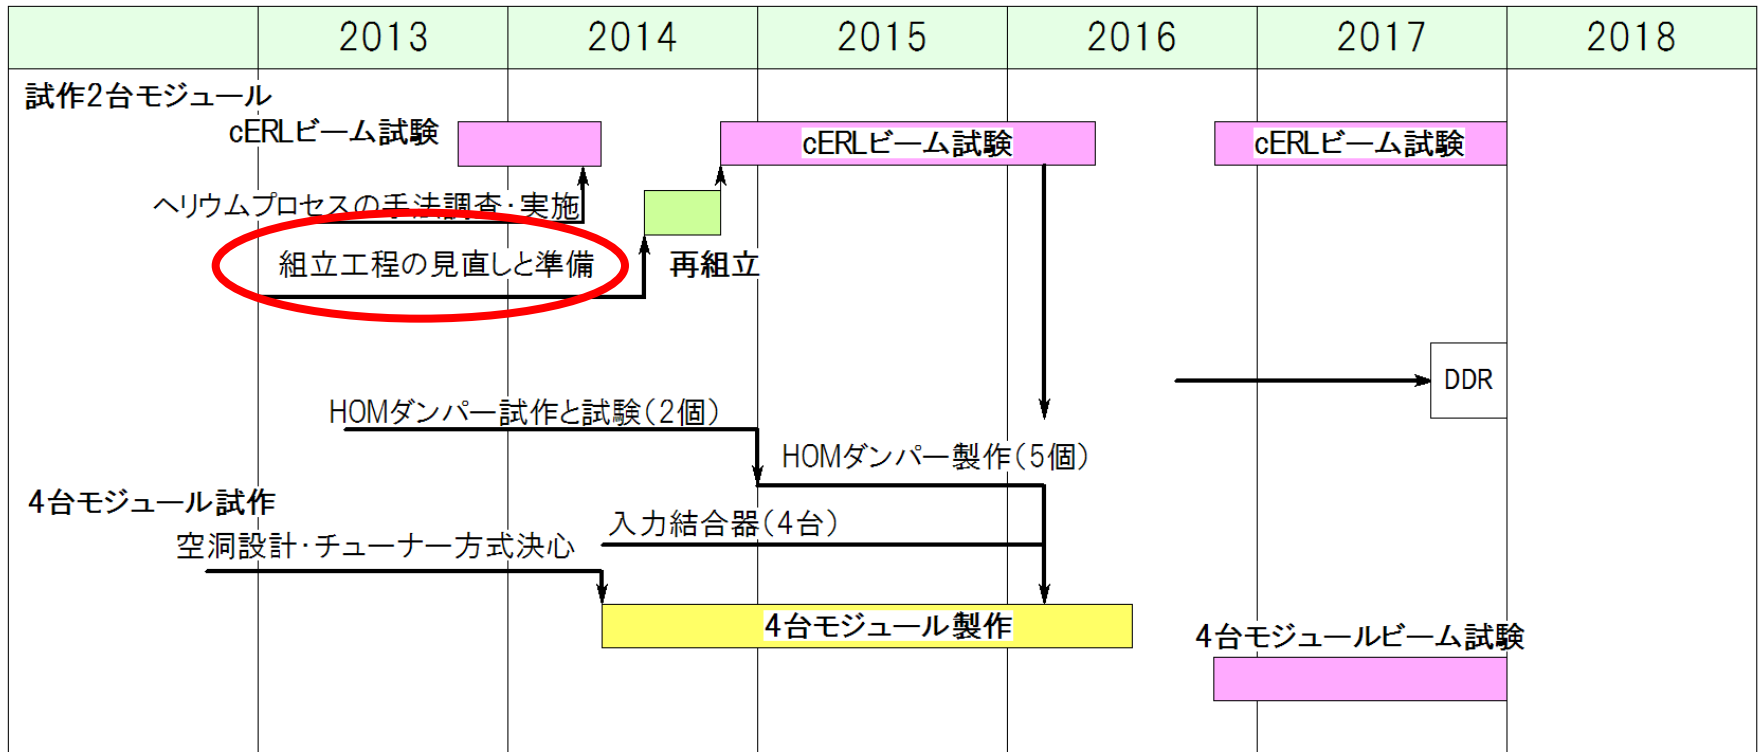 2013 2014 2015 2016 2017 2018
試作2台モジュール
cERLビーム試験
cERLビーム試験
cERLビーム試験
ヘリウムプロセスの手法調査・実施
組立工程の見直しと準備
再組立
DDR
HOMダンパー試作と試験(2個)
HOMダンパー製作(5個)
4台モジュール試作
入力結合器(4台)
空洞設計・チューナー方式決心
4台モジュール製作
4台モジュールビーム試験